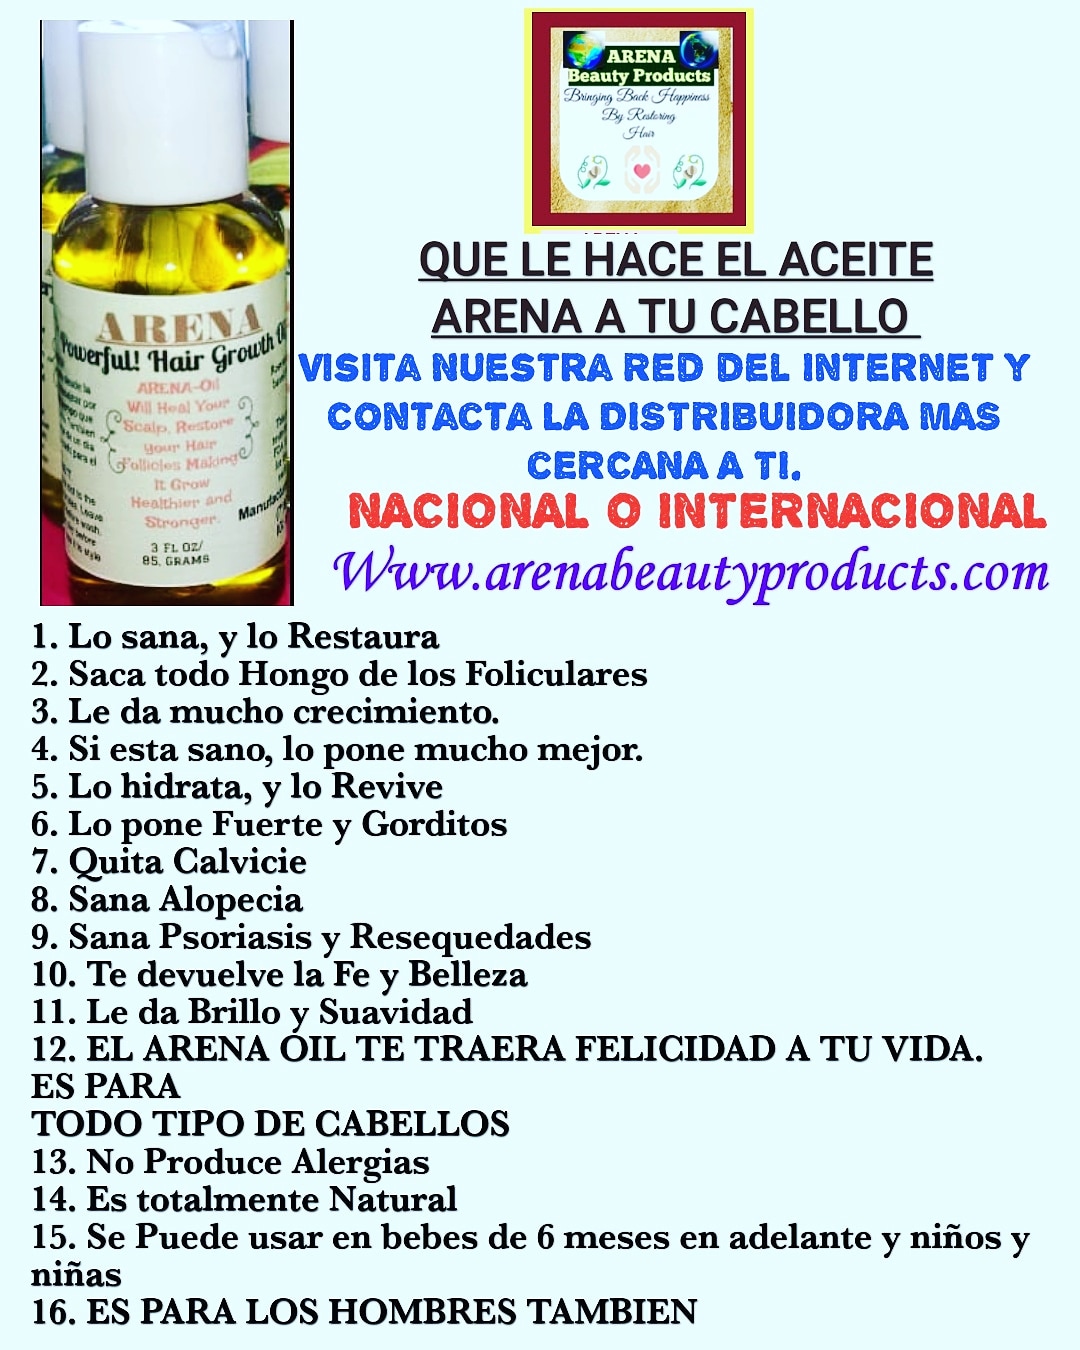 ARENA
Beauty Products
Bringing Back Happiness
By Restoring
Hair
QUE LE HACE EL ACEITE
ARENA A TU CABELLO
VISITA NUESTRA RED DEL INTERNET Y
CONTACTA LA DISTRIBUIDORA MAS
CERCANA A TI.
NACIONAL O INTERNACIONAL
Www.arenabeautyproducts.com
ARENA
Powerful! Hair Growth
ARENA-Oil
Will Heal Your
Scalp, Restore
your Hair
Follicles Making
It Grow
Healthier and
Stronger.
3 FL OZ/
85. GRAMS
1. Lo sana, y lo Restaura
2. Saca todo Hongo de los Foliculares
3. Le da mucho crecimiento.
4. Si esta sano, lo pone mucho mejor.
5. Lo hidrata, y lo Revive
6. Lo pone Fuerte y Gorditos
7. Quita Calvicie
8. Sana Alopecia
9. Sana Psoriasis y Resequedades
10. Te devuelve la Fe y Belleza
11. Le da Brillo y Suavidad
12. EL ARENA OIL TE TRAERA FELICIDAD A TU VIDA.
ES PARA
TODO TIPO DE CABELLOS
13. No Produce Alergias
14. Es totalmente Natural
15. Se Puede usar en bebes de 6 meses en adelante y niños y
niñas
16. ES PARA LOS HOMBRES TAMBIEN